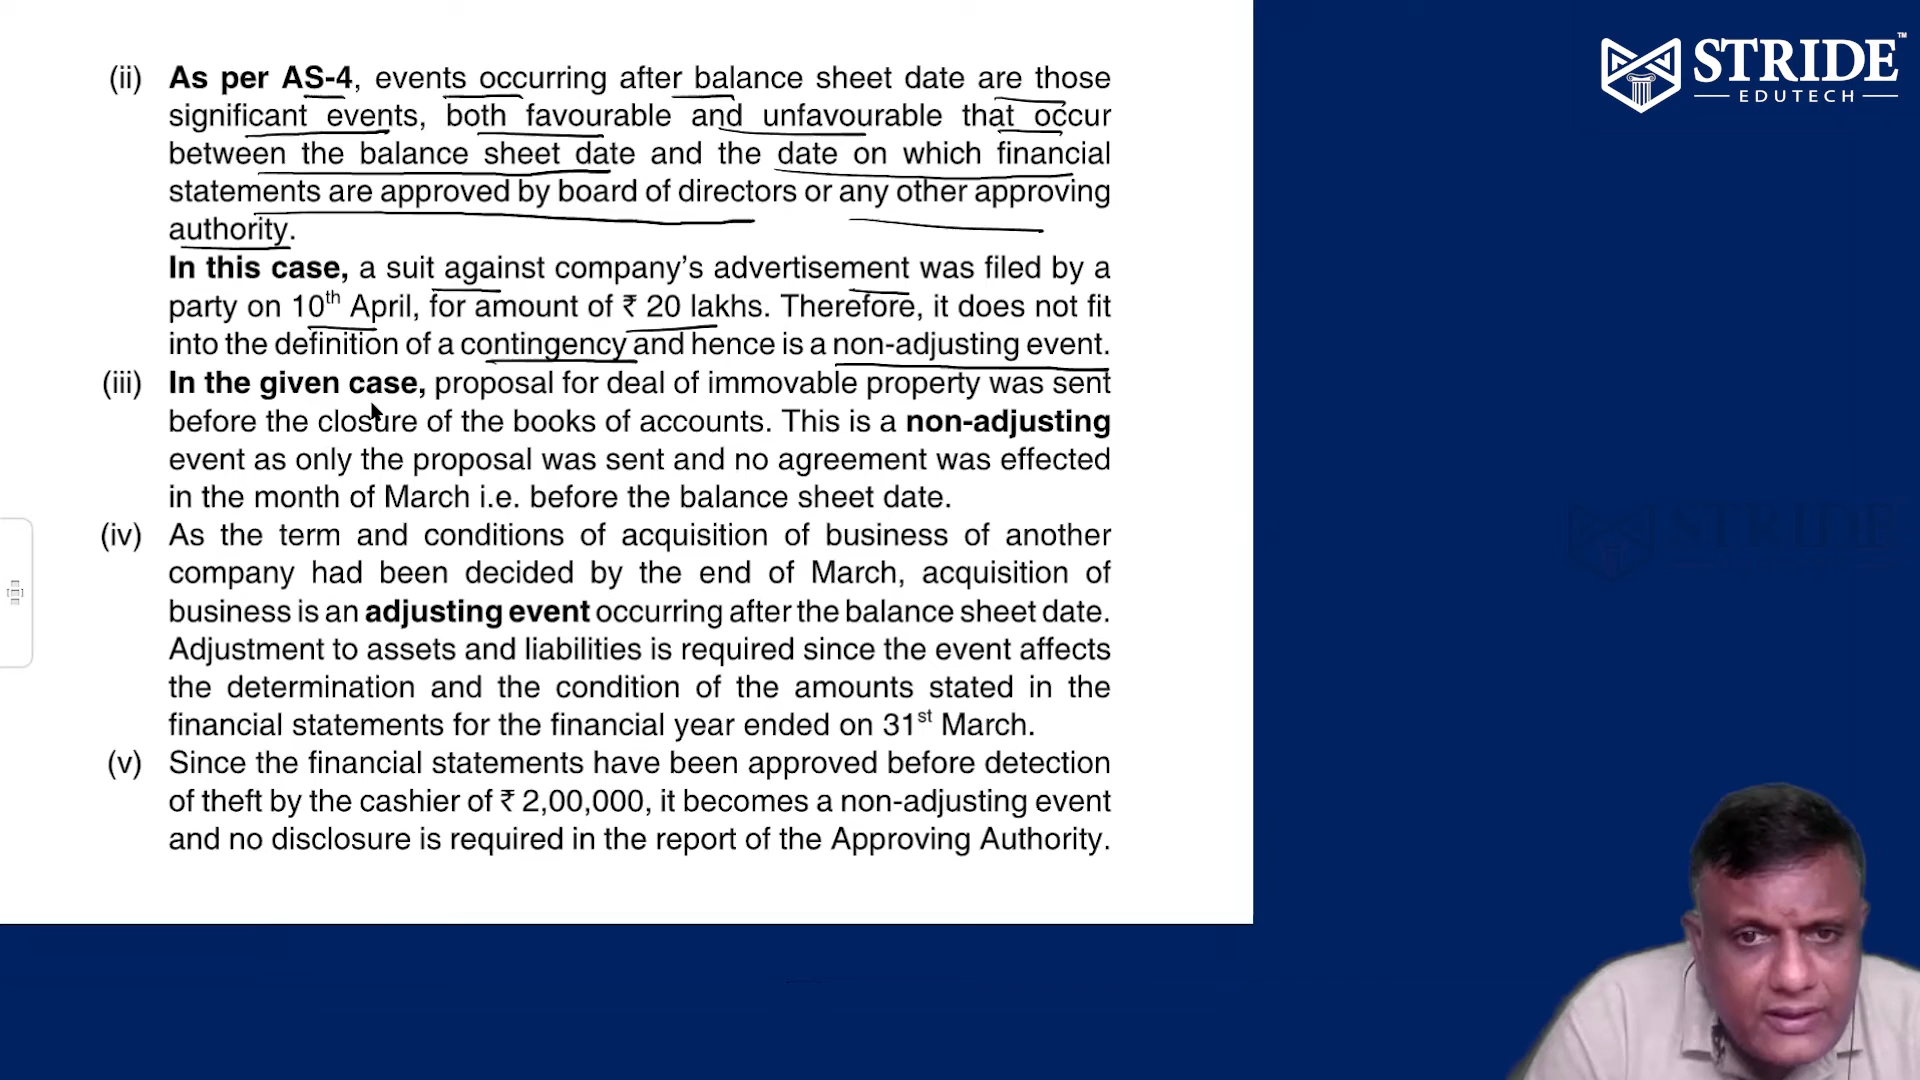 STRIDE™
EDUTECH
(ii) As per AS-4, events occurring after balance sheet date are those
significant events, both favourable and unfavourable that occur
between the balance sheet date and the date on which financial
statements are approved by board of directors or any other approving
authority.
In this case, a suit against company’s advertisement was filed by a
party on 10th April, for amount of ₹ 20 lakhs. Therefore, it does not fit
into the definition of a contingency and hence is a non-adjusting event.
(iii) In the given case, proposal for deal of immovable property was sent
before the closure of the books of accounts. This is a non-adjusting
event as only the proposal was sent and no agreement was effected
in the month of March i.e. before the balance sheet date.
(iv) As the term and conditions of acquisition of business of another
company had been decided by the end of March, acquisition of
business is an adjusting event occurring after the balance sheet date.
Adjustment to assets and liabilities is required since the event affects
the determination and the condition of the amounts stated in the
financial statements for the financial year ended on 31st March.
(v) Since the financial statements have been approved before detection
of theft by the cashier of ₹ 2,00,000, it becomes a non-adjusting event
and no disclosure is required in the report of the Approving Authority.
STRIDE